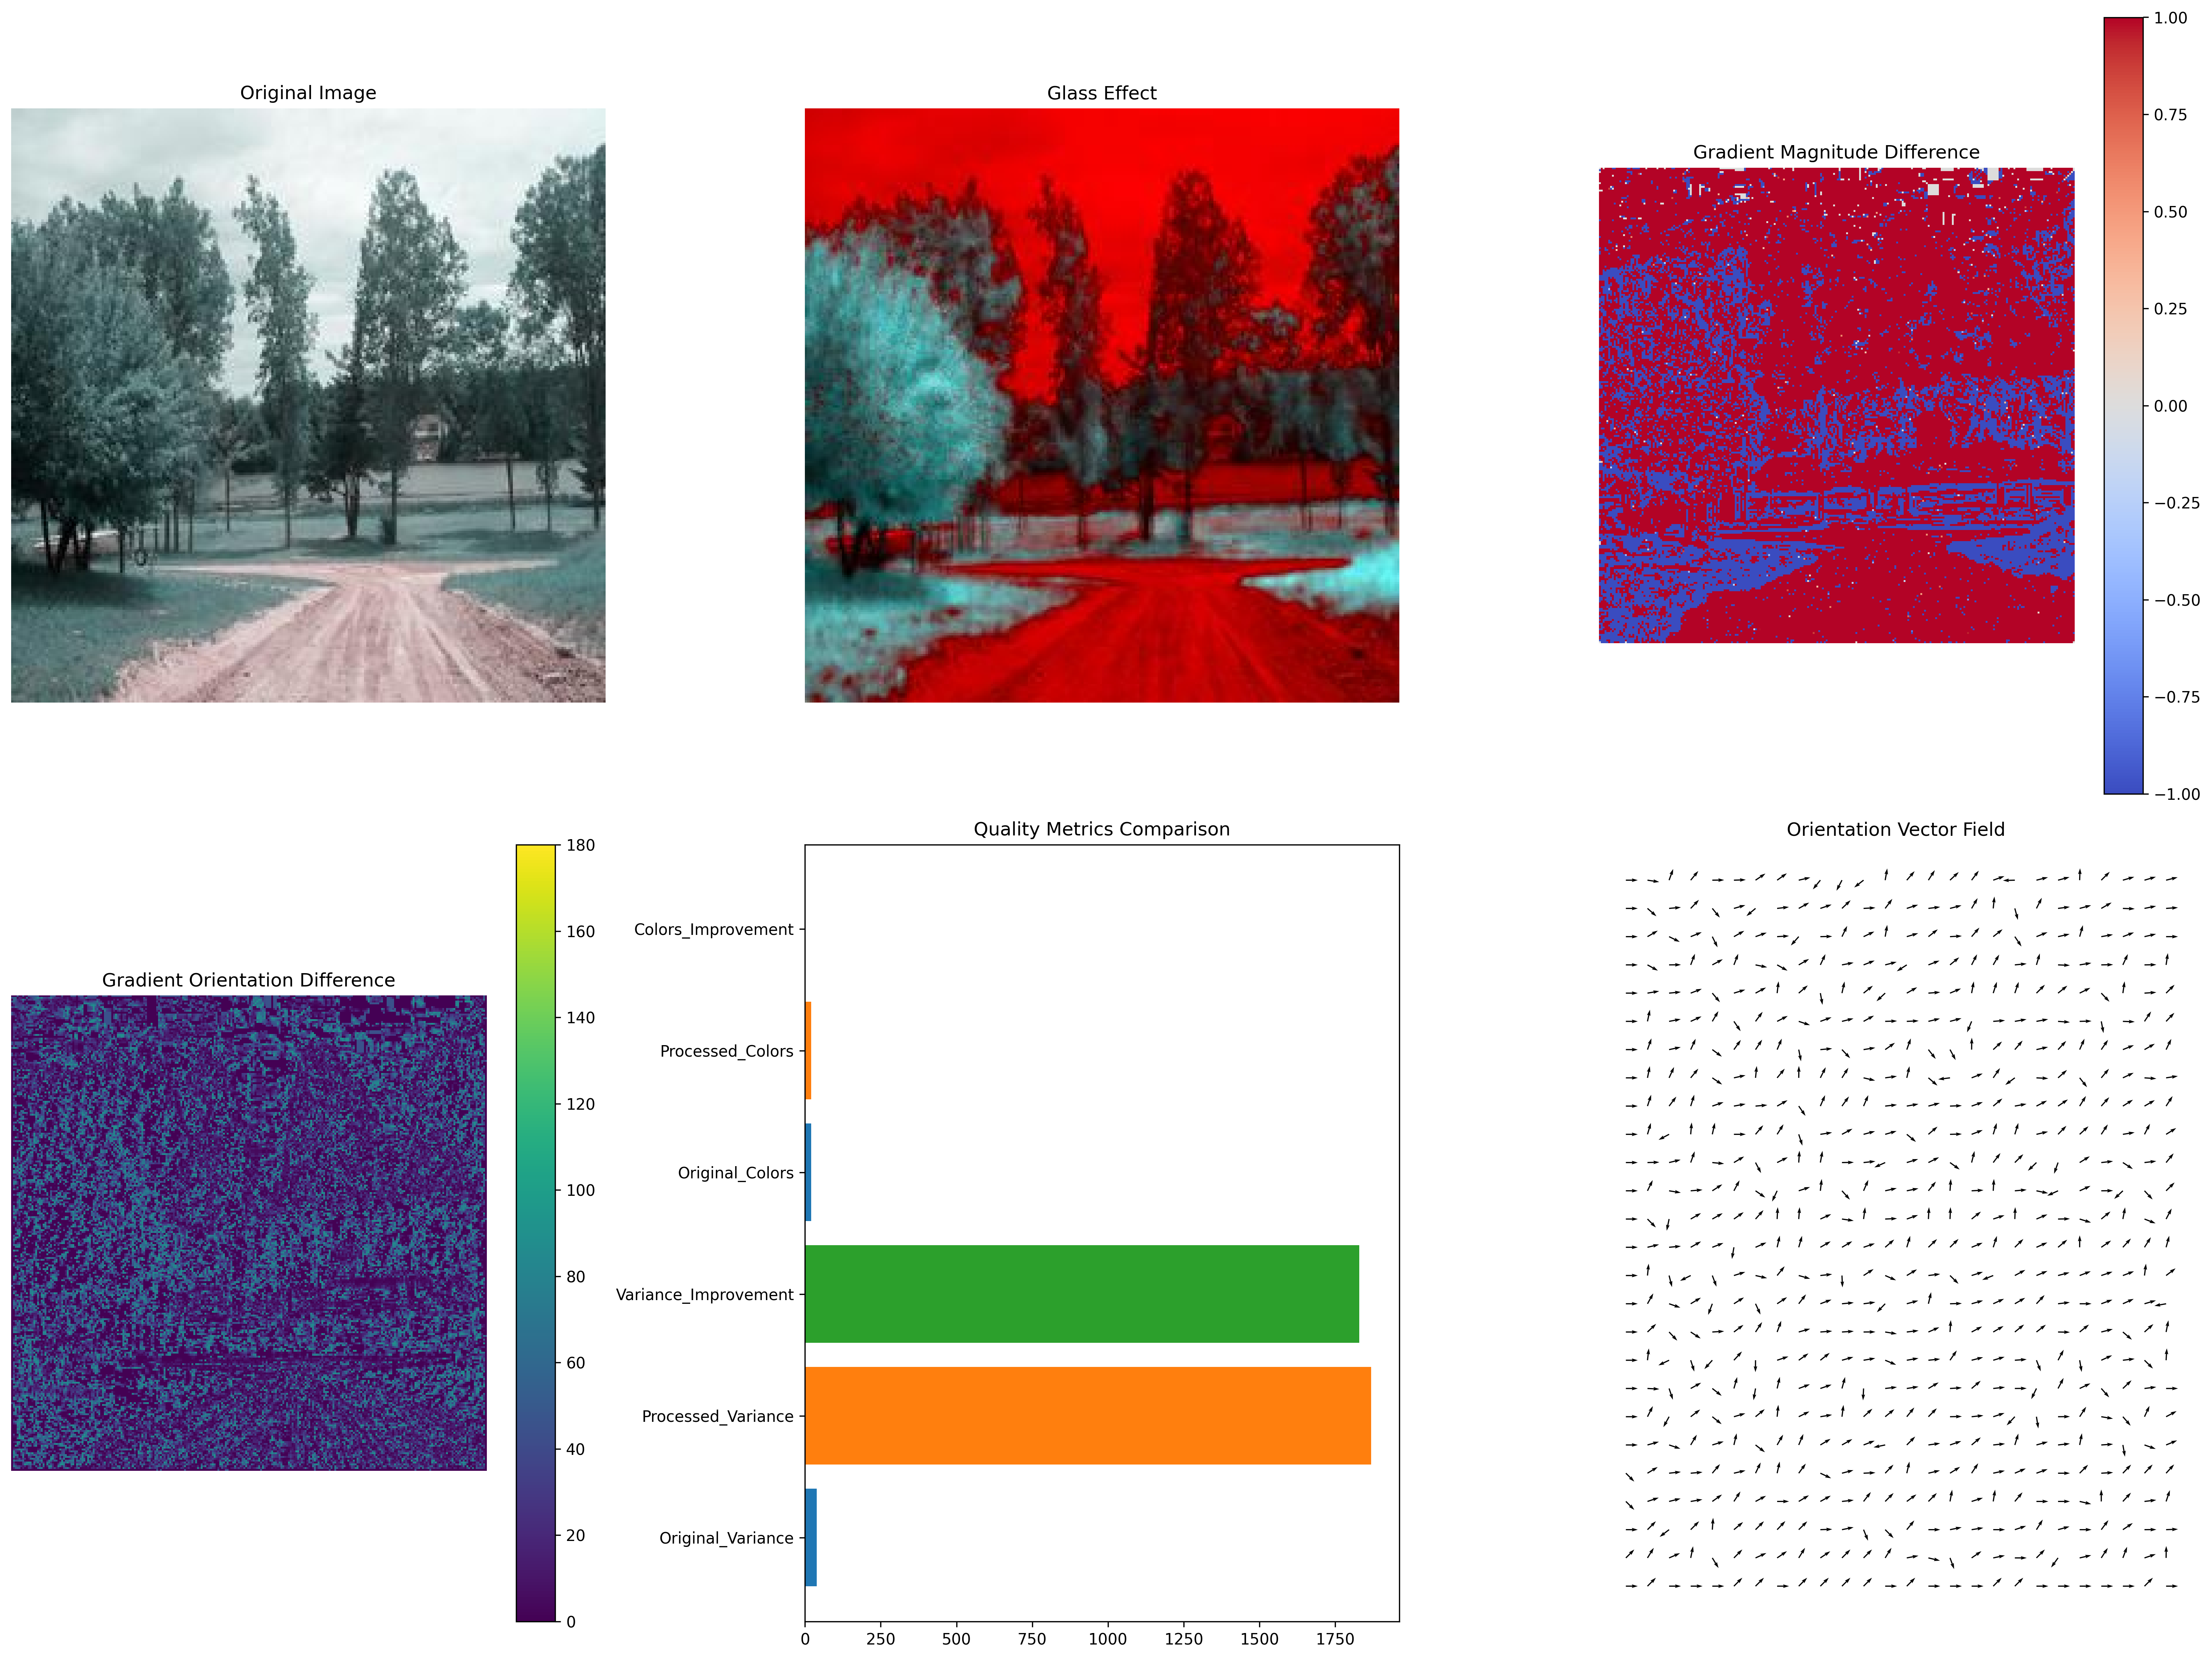 Original Image
Glass Effect
Gradient Magnitude Difference
1.00
0.75
0.50
0.25
0.00
−0.25
−0.50
−0.75
−1.00
Gradient Orientation Difference
180
160
140
120
100
80
60
40
20
0
Quality Metrics Comparison
Colors_Improvement
Processed_Colors
Original_Colors
Variance_Improvement
Processed_Variance
Original_Variance
0 250 500 750 1000 1250 1500 1750
Orientation Vector Field